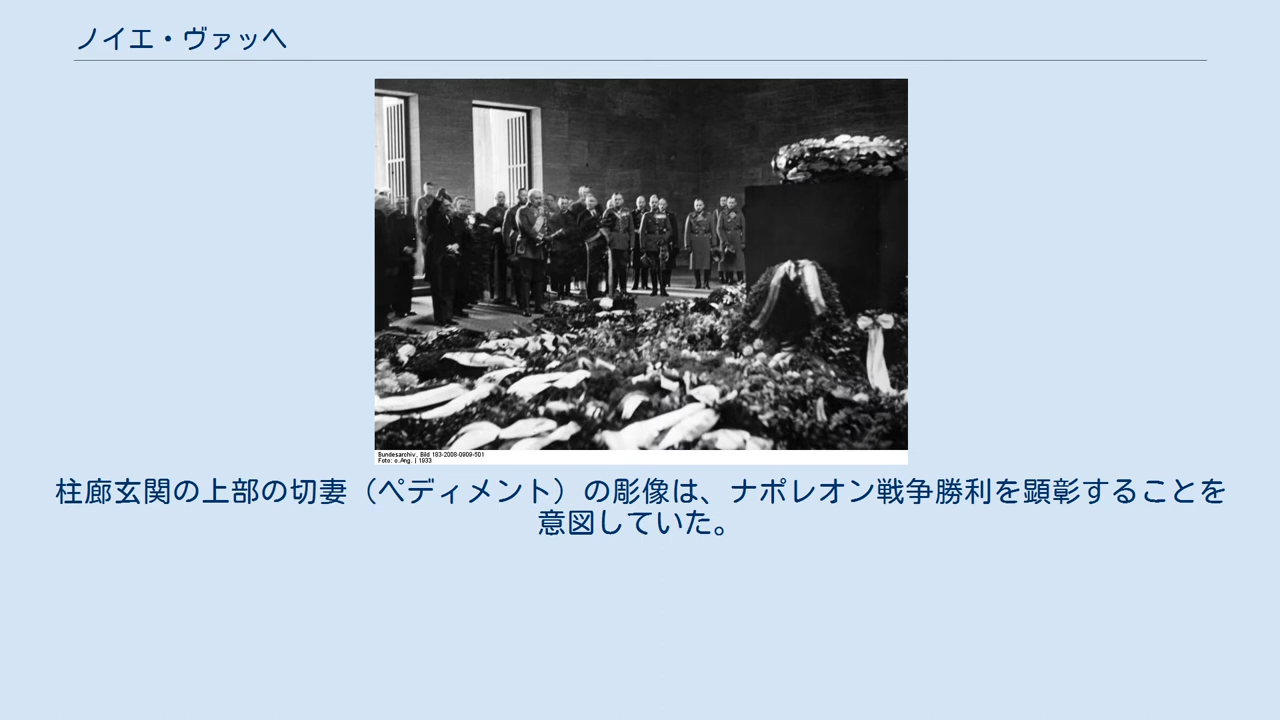 ノイエ・ヴァッヘ
Bundesarchiv, Bild 183-2008-0909-501
Foto: o.Ang. | 1933
柱廊玄関の上部の切妻（ペディメント）の彫像は、ナポレオン戦争勝利を顕彰することを
意図していた。